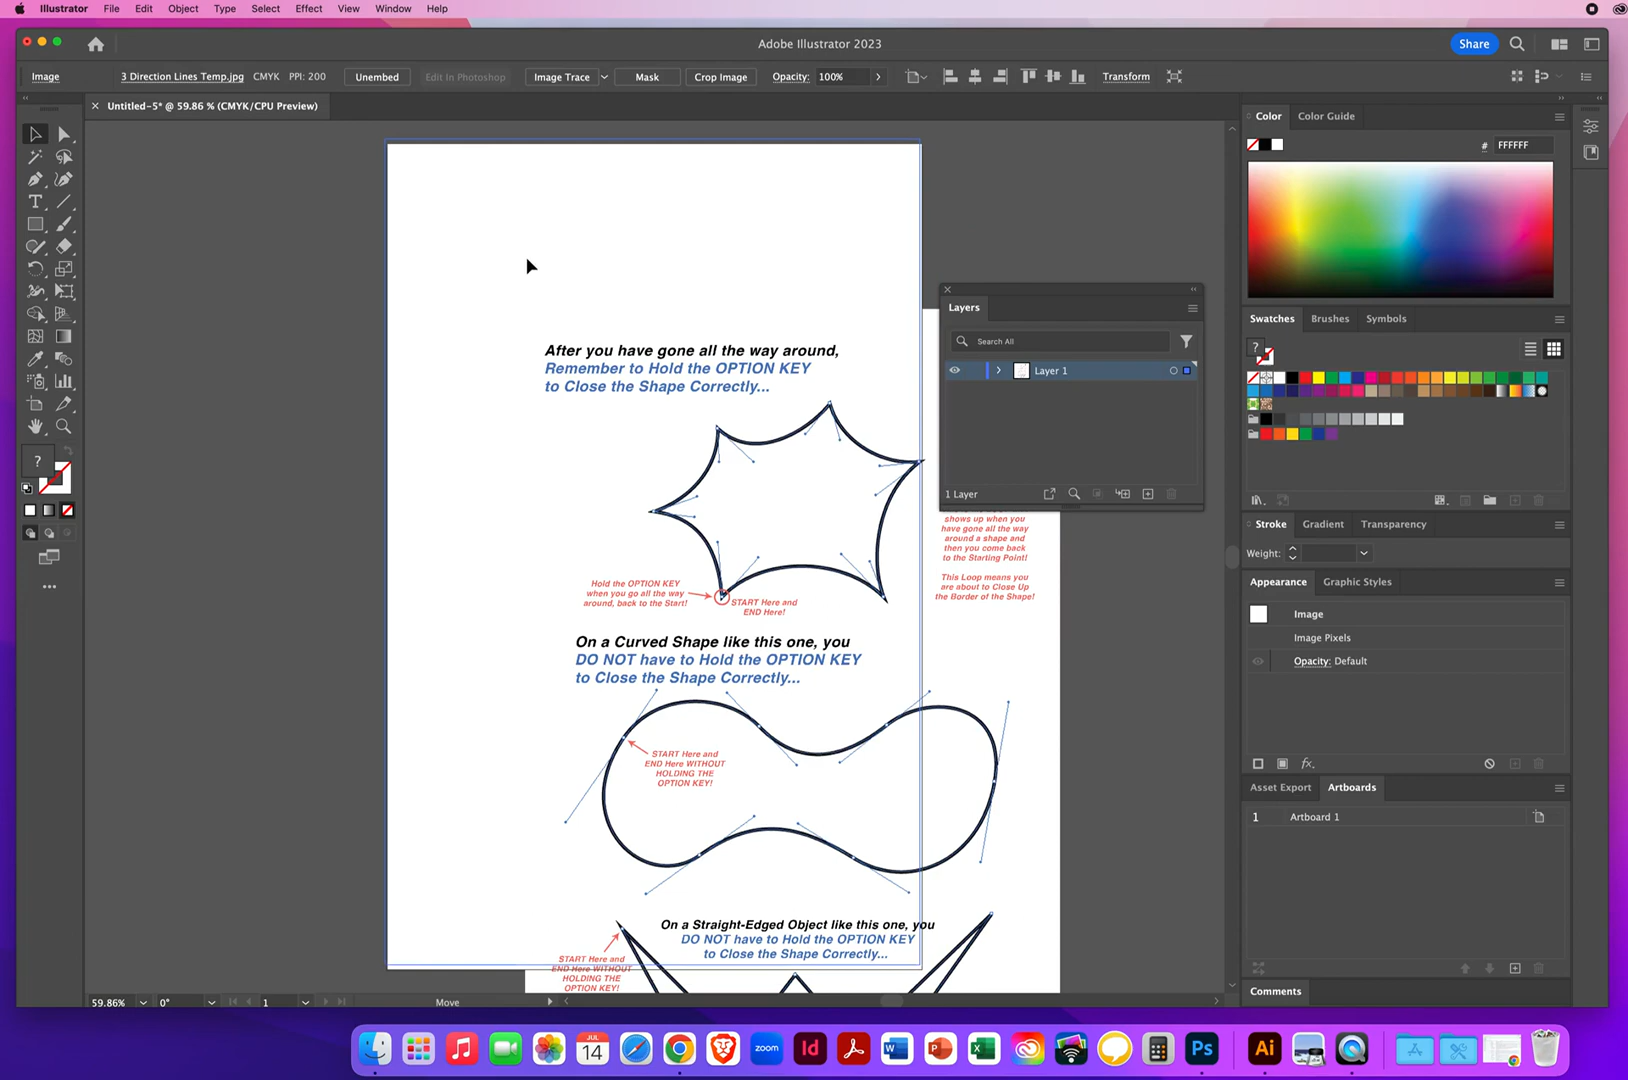 Illustrator File Edit Object Type Select Effect View Window Help
Adobe Illustrator 2023
Share
Image 3 Direction Lines Temp.jpg CMYK PPI: 200 Unembed Edit In Photoshop Image Trace Mask Crop Image Opacity: 100% Transform
Untitled-5* @ 59.86 % (CMYK/CPU Preview)
Color Color Guide
# FFFFFF
Layers
Search All
Layer 1
1 Layer
Swatches Brushes Symbols
Stroke Gradient Transparency
Weight:
Appearance Graphic Styles
Image
Image Pixels
Opacity: Default
fx.
Asset Export Artboards
1 Artboard 1
Comments
After you have gone all the way around,
Remember to Hold the OPTION KEY
to Close the Shape Correctly...
shows up when you
have gone all the way
around a shape and
then you come back
to the Starting Point!
This Loop means you
are about to Close Up
the Border of the Shape!
Hold the OPTION KEY
when you go all the way
around, back to the Start!
START Here and
END Here!
On a Curved Shape like this one, you
DO NOT have to Hold the OPTION KEY
to Close the Shape Correctly...
START Here and
END Here WITHOUT
HOLDING THE
OPTION KEY!
On a Straight-Edged Object like this one, you
DO NOT have to Hold the OPTION KEY
to Close the Shape Correctly...
START Here and
END Here WITHOUT
HOLDING THE
OPTION KEY!
59.86% 0° 1 Move
?
?
JUL
14
zoom
Id
W
P
X
Ps
Ai